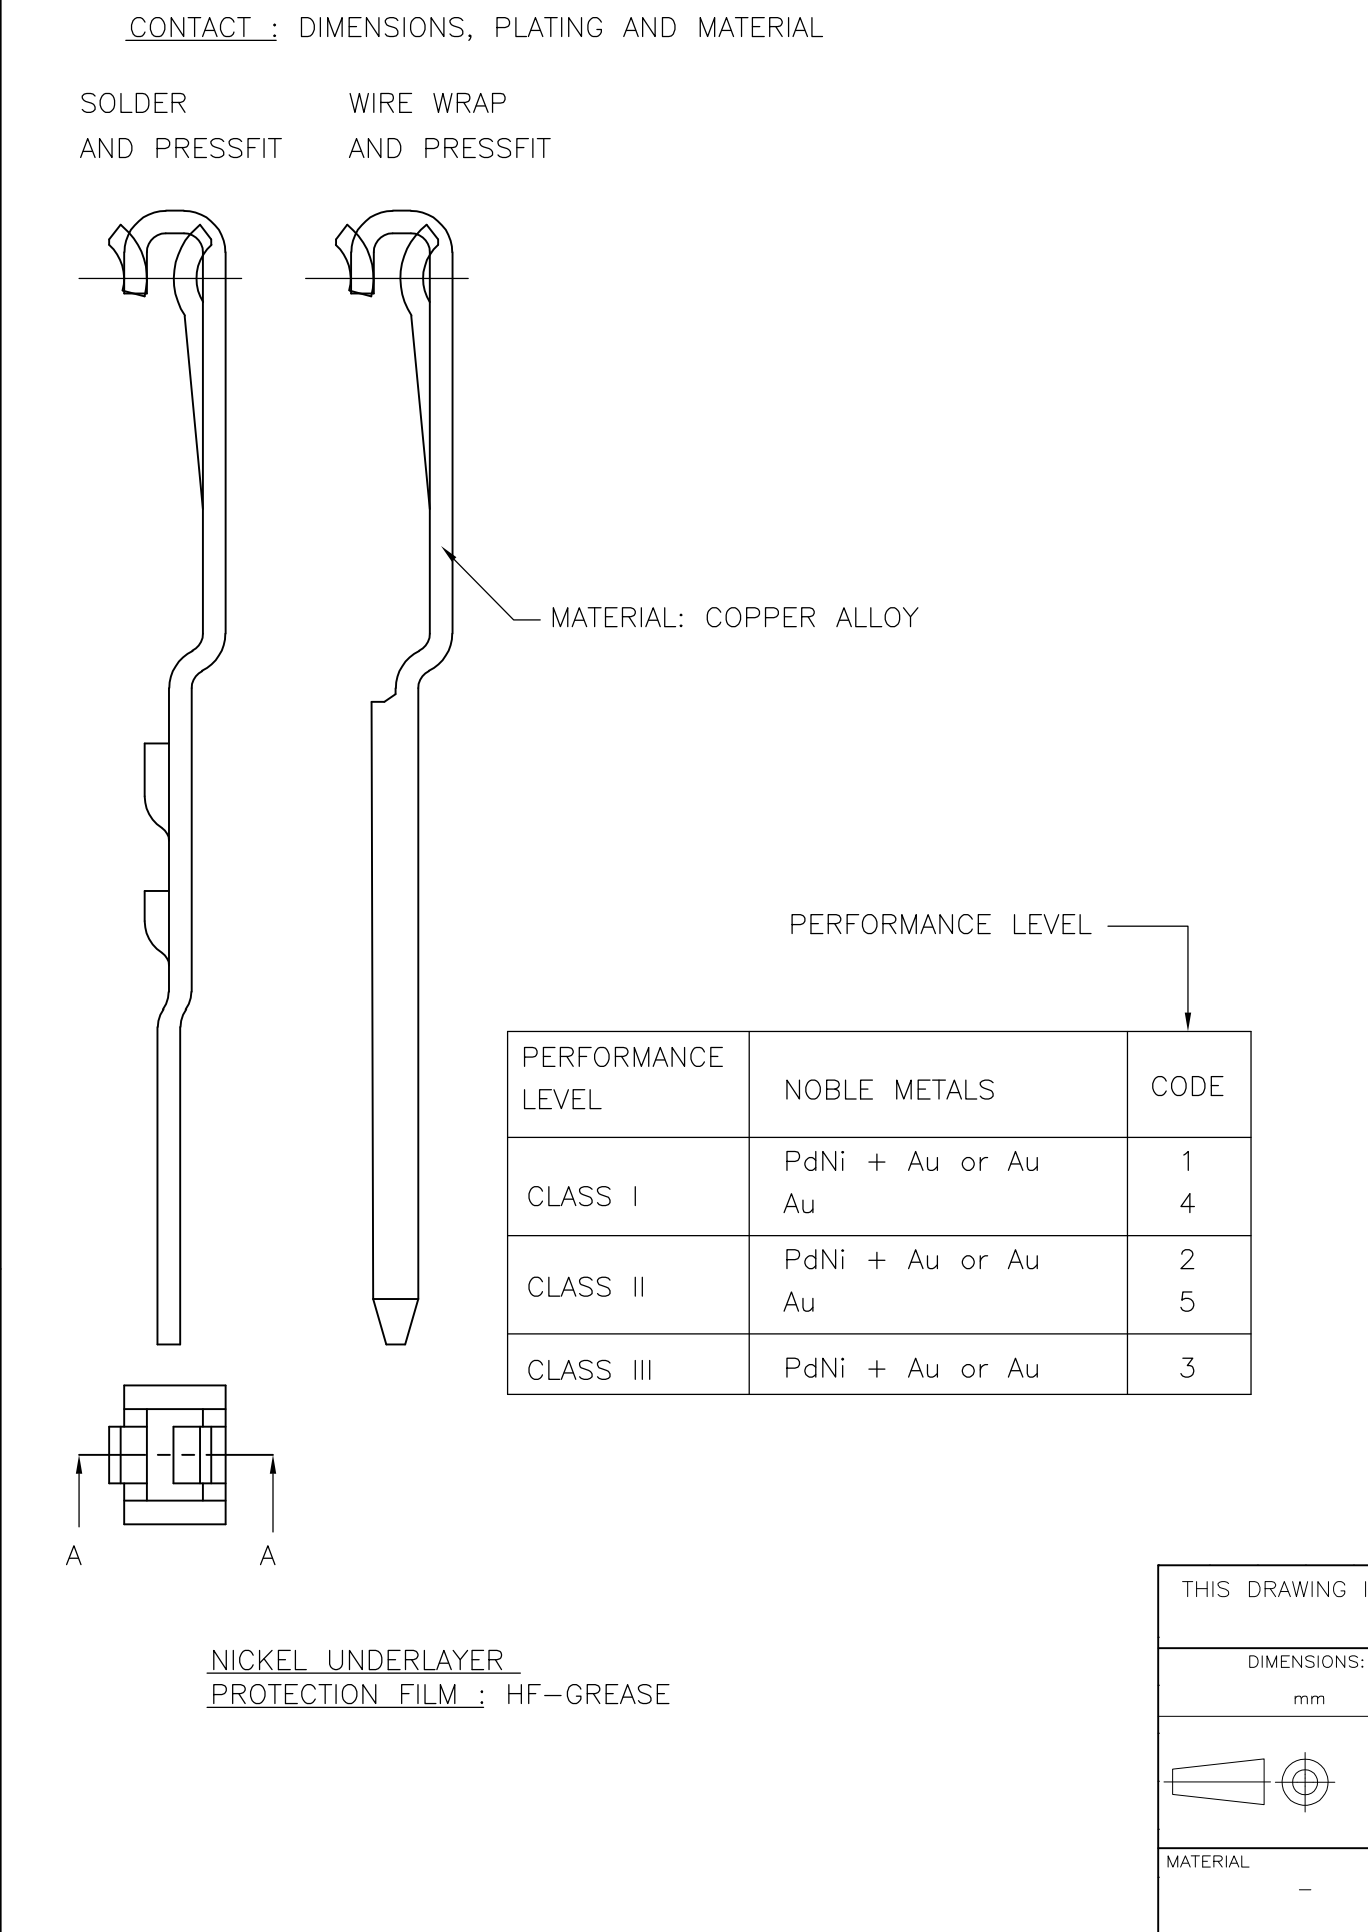 CONTACT : DIMENSIONS, PLATING AND MATERIAL
SOLDER
AND PRESSFIT
WIRE WRAP
AND PRESSFIT
MATERIAL: COPPER ALLOY
PERFORMANCE LEVEL
PERFORMANCE
LEVEL
NOBLE METALS
CODE
CLASS I
PdNi + Au or Au
1
Au
4
CLASS II
PdNi + Au or Au
2
Au
5
CLASS III
PdNi + Au or Au
3
A
A
NICKEL UNDERLAYER
PROTECTION FILM : HF-GREASE
THIS DRAWING I
DIMENSIONS:
mm
MATERIAL
-